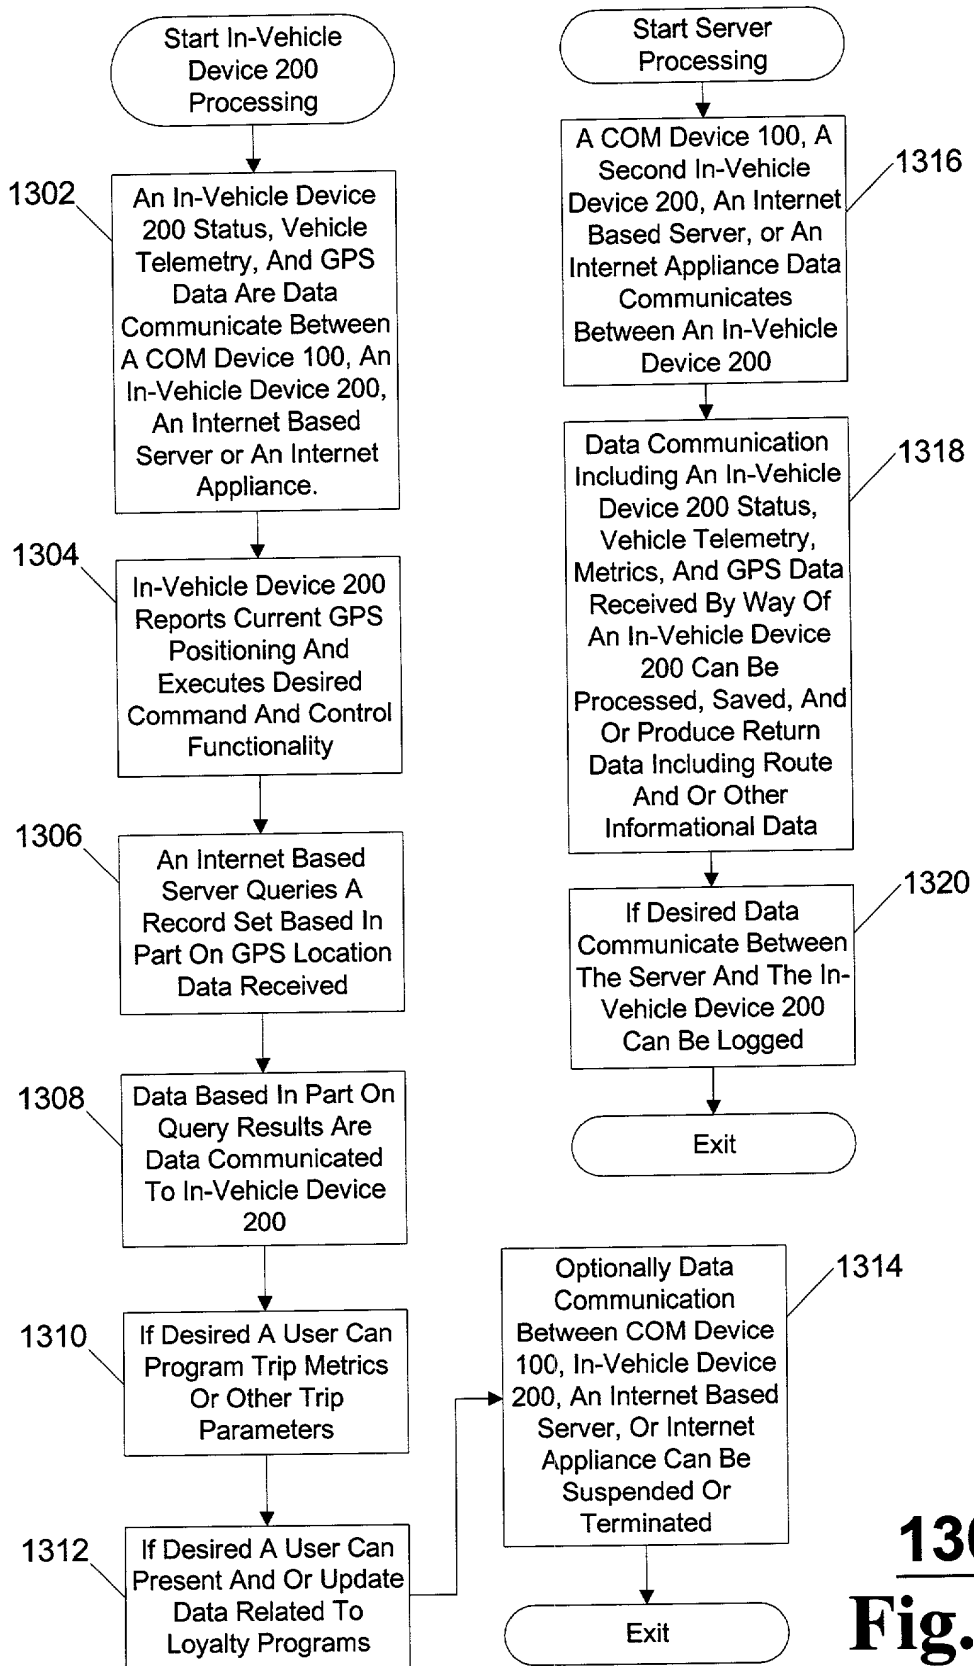 Start In-Vehicle
Device 200
Processing
1302
An In-Vehicle Device
200 Status, Vehicle
Telemetry, And GPS
Data Are Data
Communicate Between
A COM Device 100, An
In-Vehicle Device 200,
An Internet Based
Server or An Internet
Appliance.
1304
In-Vehicle Device 200
Reports Current GPS
Positioning And
Executes Desired
Command And Control
Functionality
1306
An Internet Based
Server Queries A
Record Set Based In
Part On GPS Location
Data Received
1308
Data Based In Part On
Query Results Are
Data Communicated
To In-Vehicle Device
200
1310
If Desired A User Can
Program Trip Metrics
Or Other Trip
Parameters
1312
If Desired A User Can
Present And Or Update
Data Related To
Loyalty Programs
1314
Optionally Data
Communication
Between COM Device
100, In-Vehicle Device
200, An Internet Based
Server, Or Internet
Appliance Can Be
Suspended Or
Terminated
Exit
Start Server
Processing
1316
A COM Device 100, A
Second In-Vehicle
Device 200, An Internet
Based Server, or An
Internet Appliance Data
Communicates
Between An In-Vehicle
Device 200
1318
Data Communication
Including An In-Vehicle
Device 200 Status,
Vehicle Telemetry,
Metrics, And GPS Data
Received By Way Of
An In-Vehicle Device
200 Can Be
Processed, Saved, And
Or Produce Return
Data Including Route
And Or Other
Informational Data
1320
If Desired Data
Communicate Between
The Server And The In-
Vehicle Device 200
Can Be Logged
Exit
Fig.